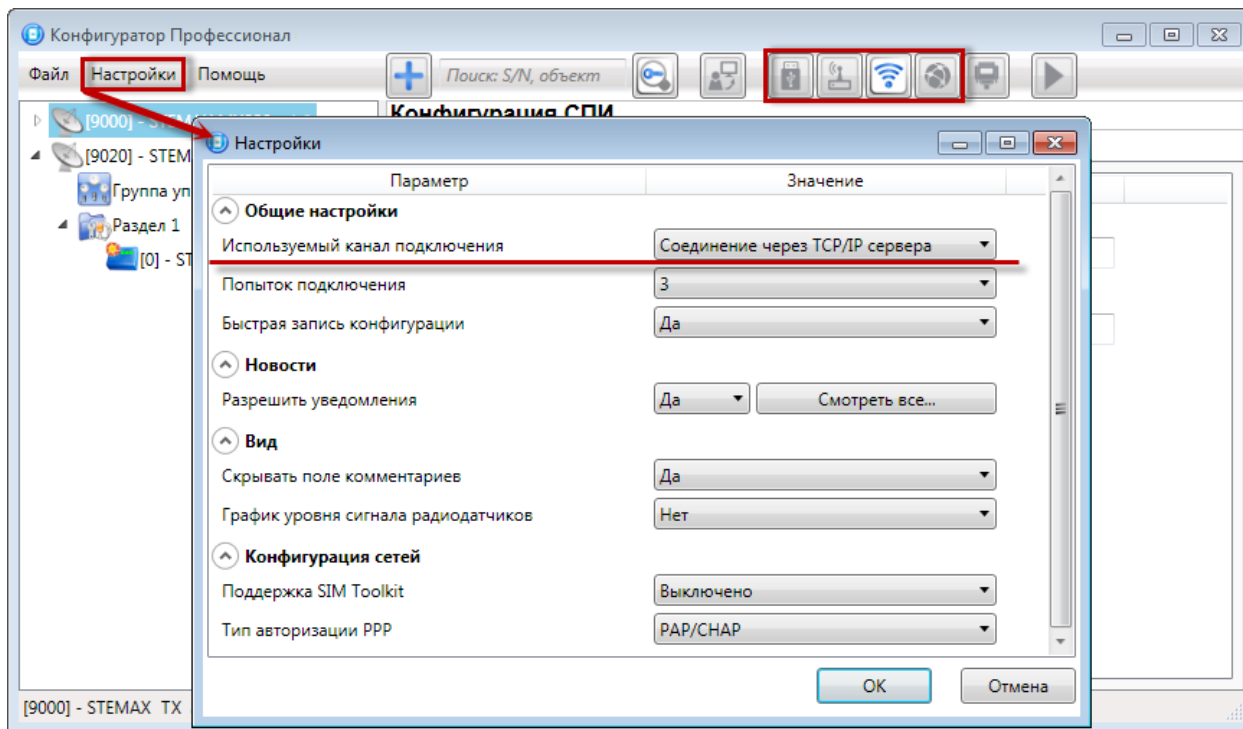 Конфигуратор Профессионал
Файл Настройки Помощь Поиск: S/N, объект
[9000] - STEM
Конфигурация СПИ
[9020] - STEM
Группа уп
Раздел 1
[0] - ST
Настройки
Параметр Значение
Общие настройки
Используемый канал подключения Соединение через TCP/IP сервера
Попыток подключения 3
Быстрая запись конфигурации Да
Новости
Разрешить уведомления Да Смотреть все...
Вид
Скрывать поле комментариев Да
График уровня сигнала радиодатчиков Нет
Конфигурация сетей
Поддержка SIM Toolkit Выключено
Тип авторизации PPP PAP/CHAP
OK Отмена
[9000] - STEMAX TX